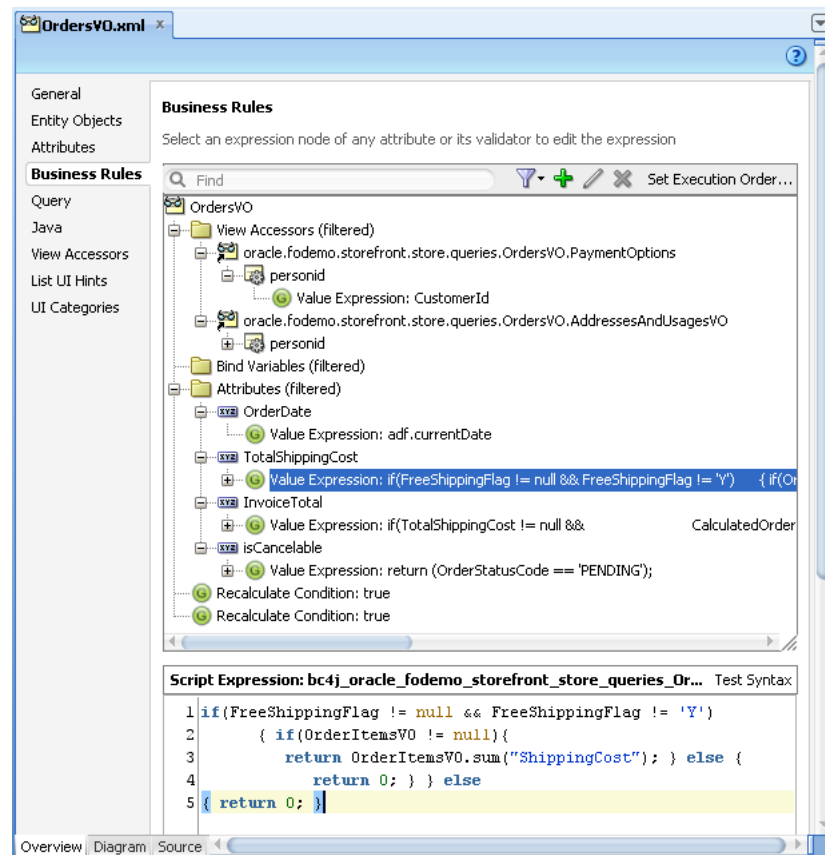 OrdersVO.xml
General
Entity Objects
Attributes
Business Rules
Query
Java
View Accessors
List UI Hints
UI Categories
Business Rules
Select an expression node of any attribute or its validator to edit the expression
Find
Set Execution Order...
OrdersVO
View Accessors (filtered)
oracle.fodemo.storefront.store.queries.OrdersVO.PaymentOptions
personid
Value Expression: CustomerId
oracle.fodemo.storefront.store.queries.OrdersVO.AddressesAndUsagesVO
personid
Bind Variables (filtered)
Attributes (filtered)
XYZ OrderDate
Value Expression: adf.currentDate
XYZ TotalShippingCost
Value Expression: if(FreeShippingFlag != null && FreeShippingFlag != 'Y') { if(Or
XYZ InvoiceTotal
Value Expression: if(TotalShippingCost != null && CalculatedOrder
XYZ isCancelable
Value Expression: return (OrderStatusCode == 'PENDING');
Recalculate Condition: true
Recalculate Condition: true
Script Expression: bc4j_oracle_fodemo_storefront_store_queries_Or... Test Syntax
1 if(FreeShippingFlag != null && FreeShippingFlag != 'Y')
2 { if(OrderItemsVO != null){
3 return OrderItemsVO.sum("ShippingCost"); } else {
4 return 0; } } else
5 { return 0; }
Overview Diagram Source